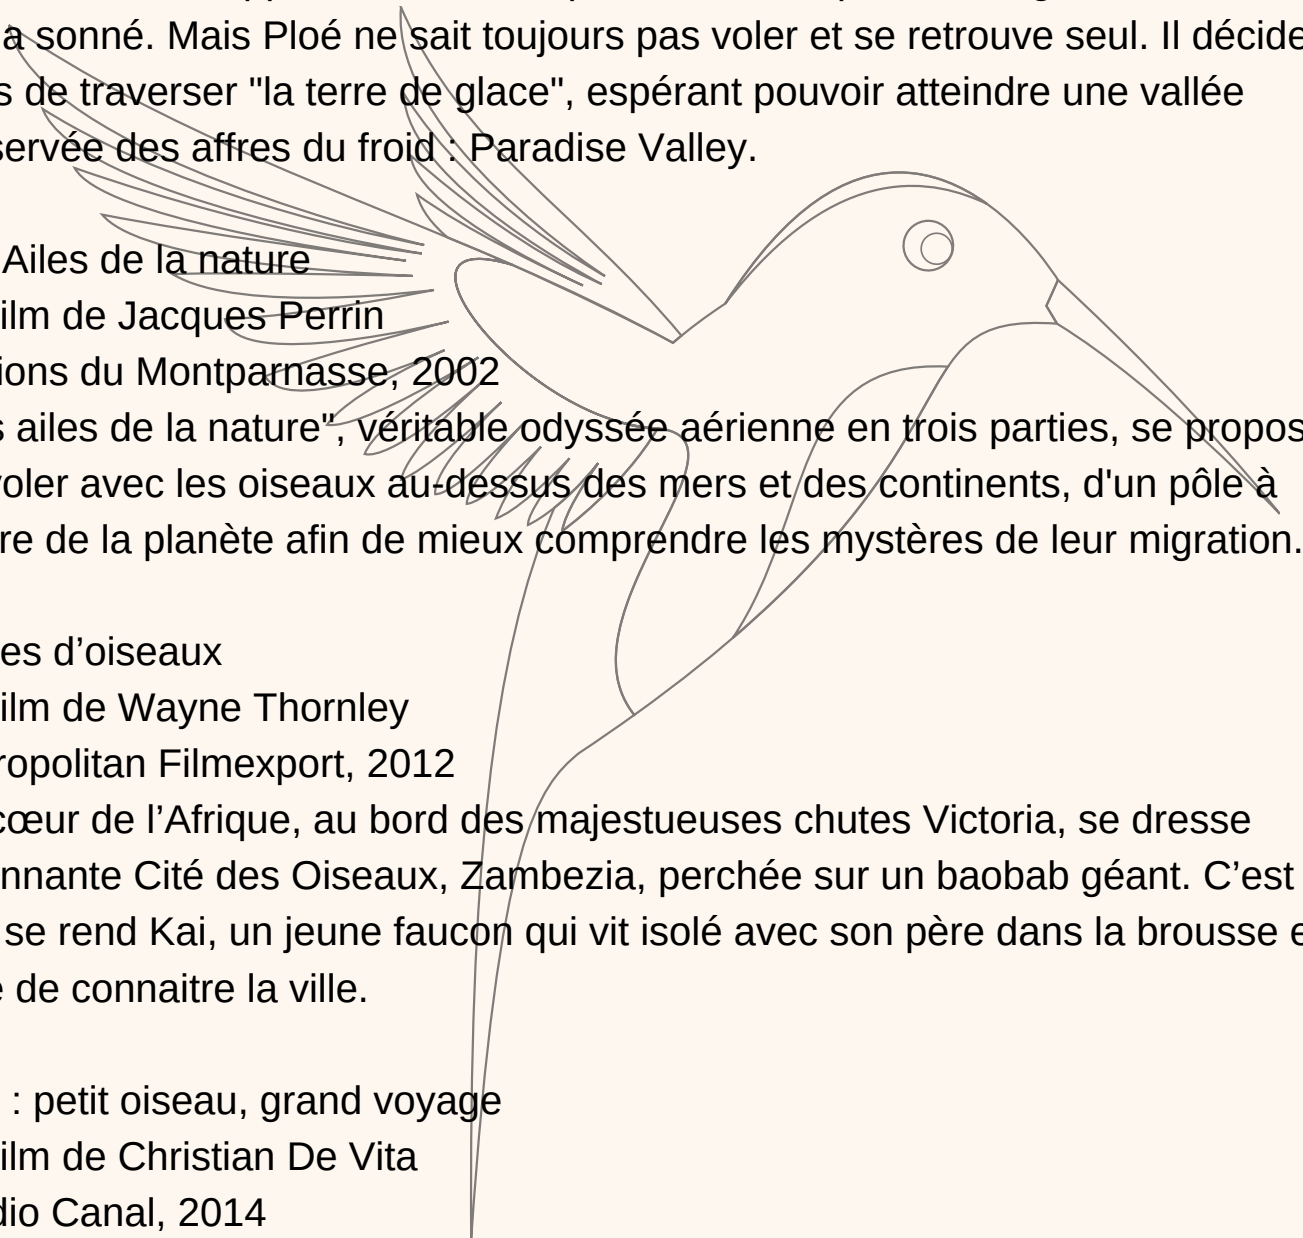 a sonné. Mais Ploé ne sait toujours pas voler et se retrouve seul. Il décide
de traverser "la terre de glace", espérant pouvoir atteindre une vallée
des affres du froid : Paradise Valley.
Ailes de la nature
ilm de Jacques Perrin
ions du Montparnasse, 2002
s ailes de la nature", véritable odyssée aérienne en trois parties, se propos
voler avec les oiseaux au-dessus des mers et des continents, d'un pôle à
re de la planète afin de mieux comprendre les mystères de leur migration.
es d’oiseaux
ilm de Wayne Thornley
ropolitan Filmexport, 2012
cœur de l’Afrique, au bord des majestueuses chutes Victoria, se dresse
nnante Cité des Oiseaux, Zambezia, perchée sur un baobab géant. C’est
se rend Kai, un jeune faucon qui vit isolé avec son père dans la brousse e
de connaitre la ville.
: petit oiseau, grand voyage
ilm de Christian De Vita
dio Canal, 2014